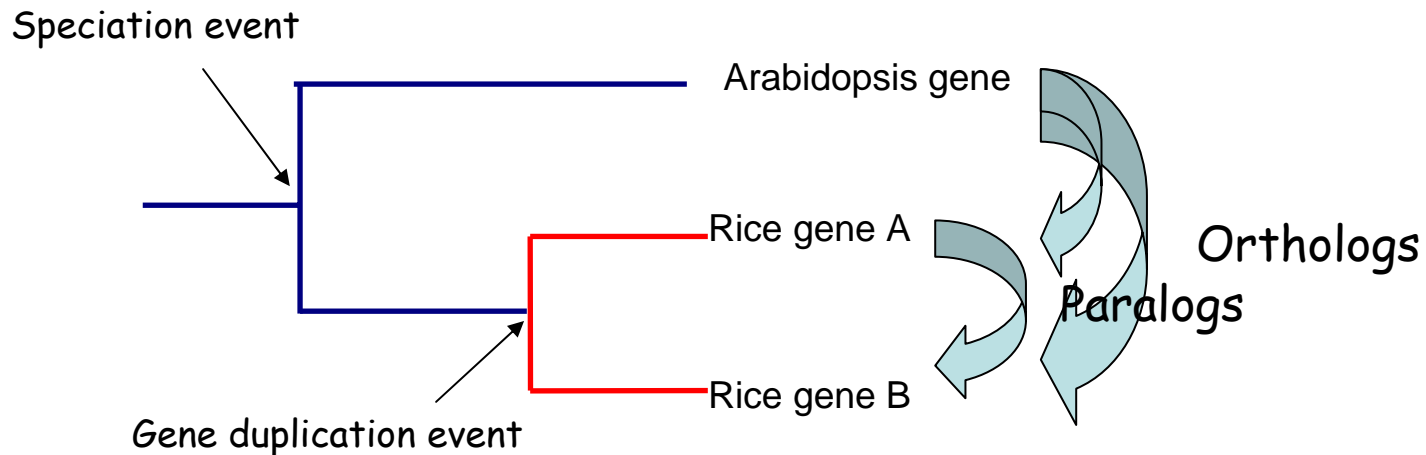 Speciation event
Arabidopsis gene
Rice gene A
Orthologs
Paralogs
Rice gene B
Gene duplication event